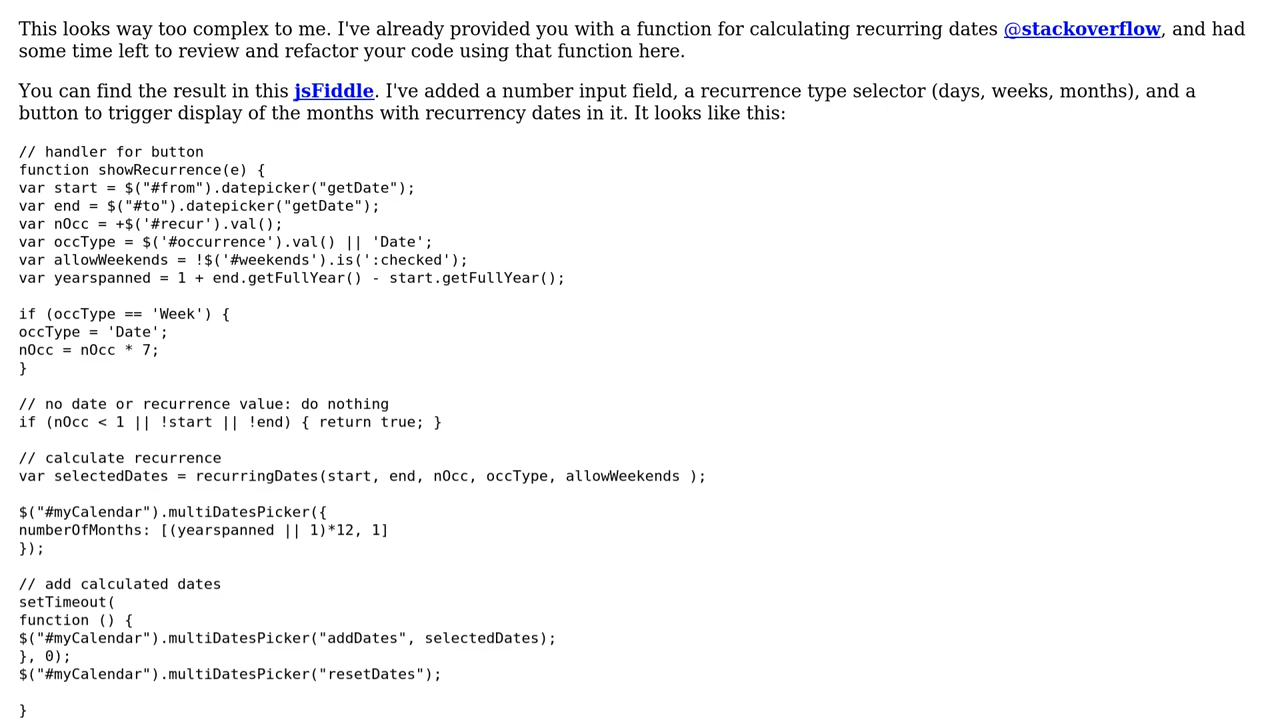 This looks way too complex to me. I've already provided you with a function for calculating recurring dates @stackoverflow, and had
some time left to review and refactor your code using that function here.
You can find the result in this jsFiddle. I've added a number input field, a recurrence type selector (days, weeks, months), and a
button to trigger display of the months with recurrency dates in it. It looks like this:
// handler for button
function showRecurrence(e) {
var start = $("#from").datepicker("getDate");
var end = $("#to").datepicker("getDate");
var nOcc = +$('#recur').val();
var occType = $('#occurrence').val() || 'Date';
var allowWeekends = !$('#weekends').is(':checked');
var yearspanned = 1 + end.getFullYear() - start.getFullYear();
if (occType == 'Week') {
occType = 'Date';
nOcc = nOcc * 7;
}
// no date or recurrence value: do nothing
if (nOcc < 1 || !start || !end) { return true; }
// calculate recurrence
var selectedDates = recurringDates(start, end, nOcc, occType, allowWeekends );
$("#myCalendar").multiDatesPicker({
numberOfMonths: [(yearspanned || 1)*12, 1]
});
// add calculated dates
setTimeout(
function () {
$("#myCalendar").multiDatesPicker("addDates", selectedDates);
}, 0);
$("#myCalendar").multiDatesPicker("resetDates");
}